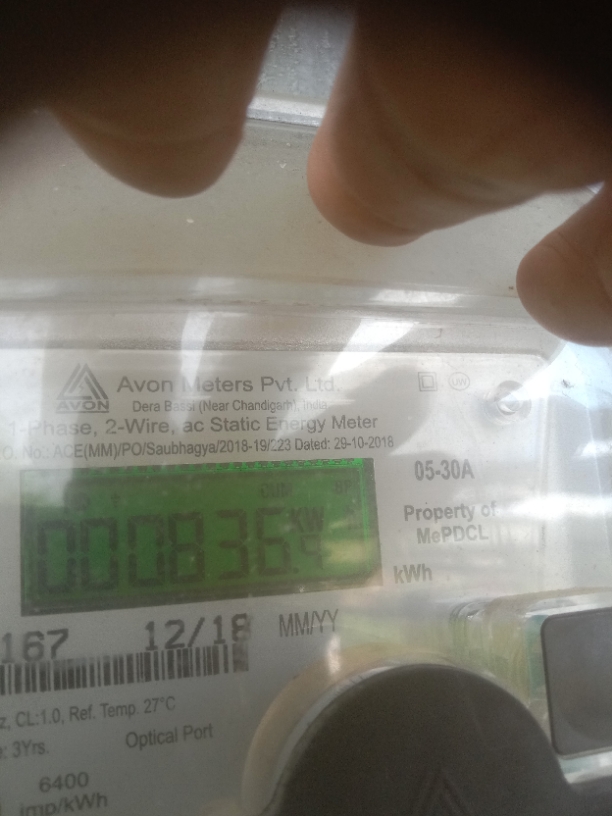 Avon Meters Pvt. Ltd.
AVON
Dera Bassi (Near Chandigarh), India
1-Phase, 2-Wire, ac Static Energy Meter
O. No.: ACE(MM)/PO/Saubhagya/2018-19/223 Dated: 29-10-2018
05-30A
CUM
KW
Property of
MePDCL
kWh
167 12/18 MM/YY
z, CL:1.0, Ref. Temp. 27°C
: 3Yrs. Optical Port
6400
imp/kWh